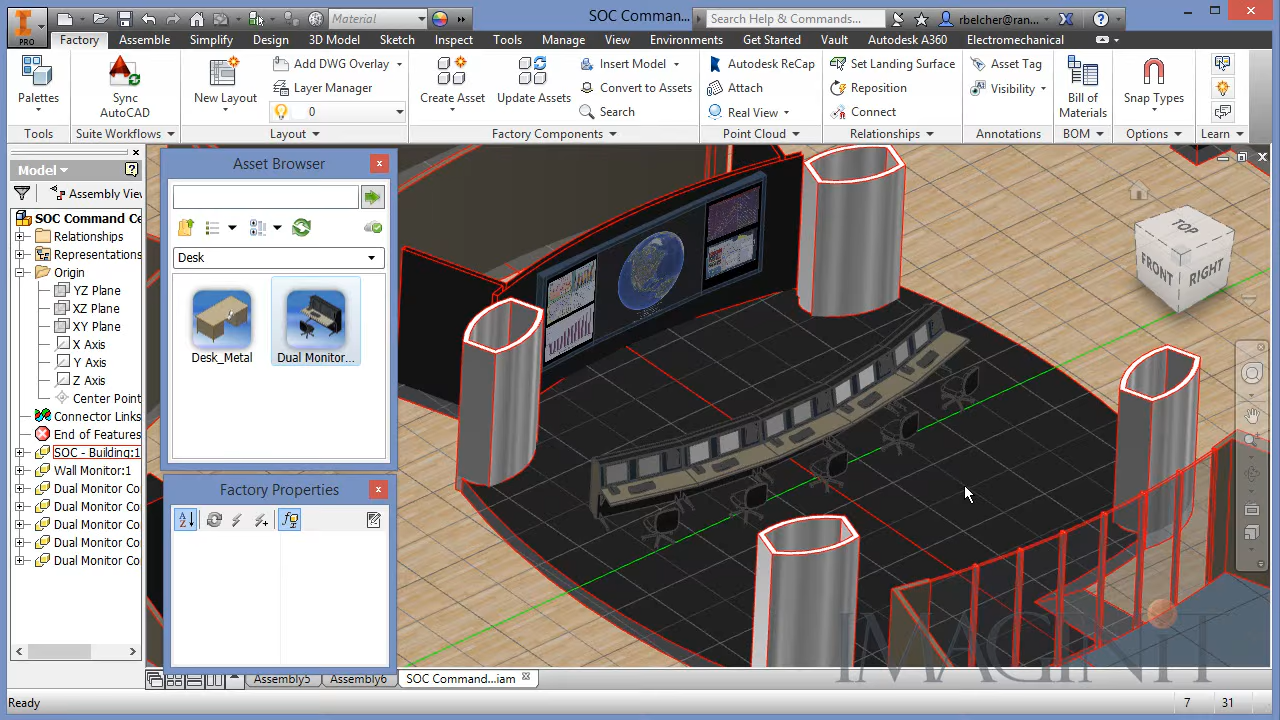 PRO
Material
SOC Comman...
Search Help & Commands...
rbelcher@ran...
Factory Assemble Simplify Design 3D Model Sketch Inspect Tools Manage View Environments Get Started Vault Autodesk A360 Electromechanical
Palettes
Tools
Sync AutoCAD
Suite Workflows
New Layout
Add DWG Overlay
Layer Manager
0
Layout
Create Asset
Update Assets
Insert Model
Convert to Assets
Search
Factory Components
Autodesk ReCap
Attach
Real View
Point Cloud
Set Landing Surface
Reposition
Connect
Relationships
Asset Tag
Visibility
Annotations
Bill of Materials
BOM
Snap Types
Options
Learn
Model
Assembly View
SOC Command Ce
Relationships
Representations
Origin
YZ Plane
XZ Plane
XY Plane
X Axis
Y Axis
Z Axis
Center Point
Connector Links
End of Features
SOC - Building:1
Wall Monitor:1
Dual Monitor Co
Dual Monitor Co
Dual Monitor Co
Dual Monitor Co
Dual Monitor Co
Asset Browser
Desk
Desk_Metal
Dual Monitor...
Factory Properties
TOP
FRONT
RIGHT
IMAGINiT
Assembly5
Assembly6
SOC Command...iam
Ready
7
31